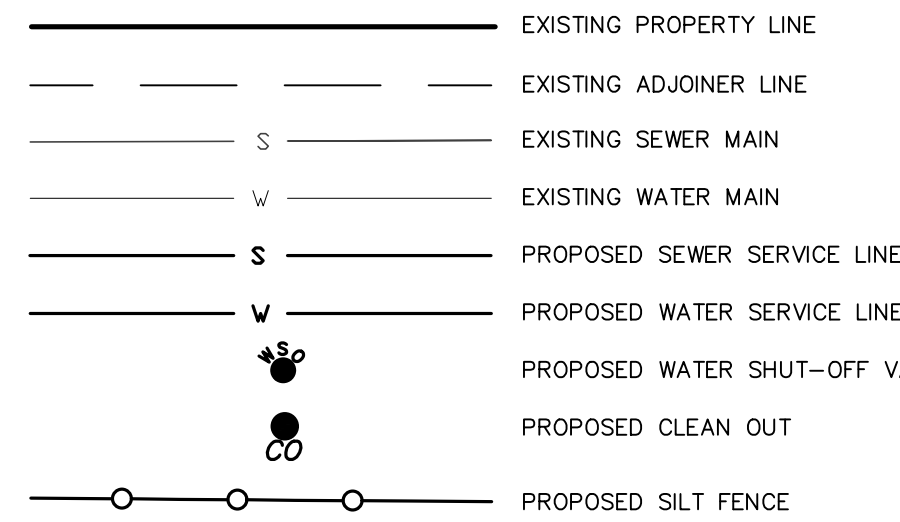 EXISTING PROPERTY LINE
EXISTING ADJOINER LINE
S EXISTING SEWER MAIN
W EXISTING WATER MAIN
S PROPOSED SEWER SERVICE LINE
W PROPOSED WATER SERVICE LINE
WSO PROPOSED WATER SHUT-OFF
CO PROPOSED CLEAN OUT
PROPOSED SILT FENCE